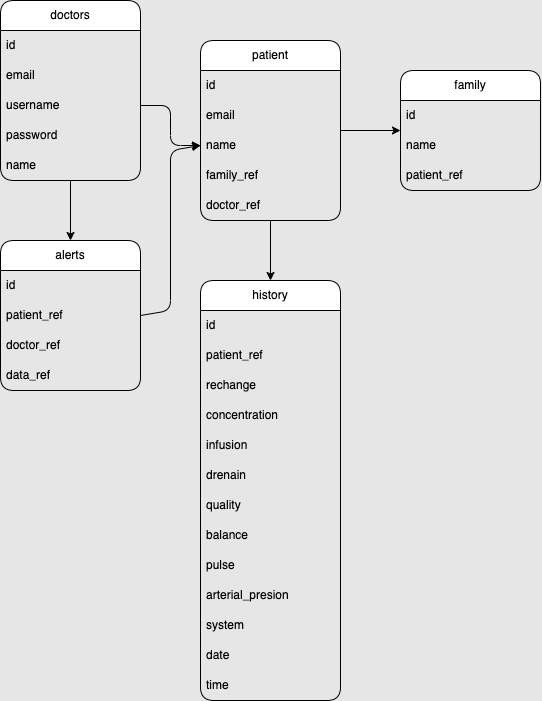 doctors
id
email
username
password
name
alerts
id
patient_ref
doctor_ref
data_ref
patient
id
email
name
family_ref
doctor_ref
family
id
name
patient_ref
history
id
patient_ref
rechange
concentration
infusion
drenain
quality
balance
pulse
arterial_presion
system
date
time